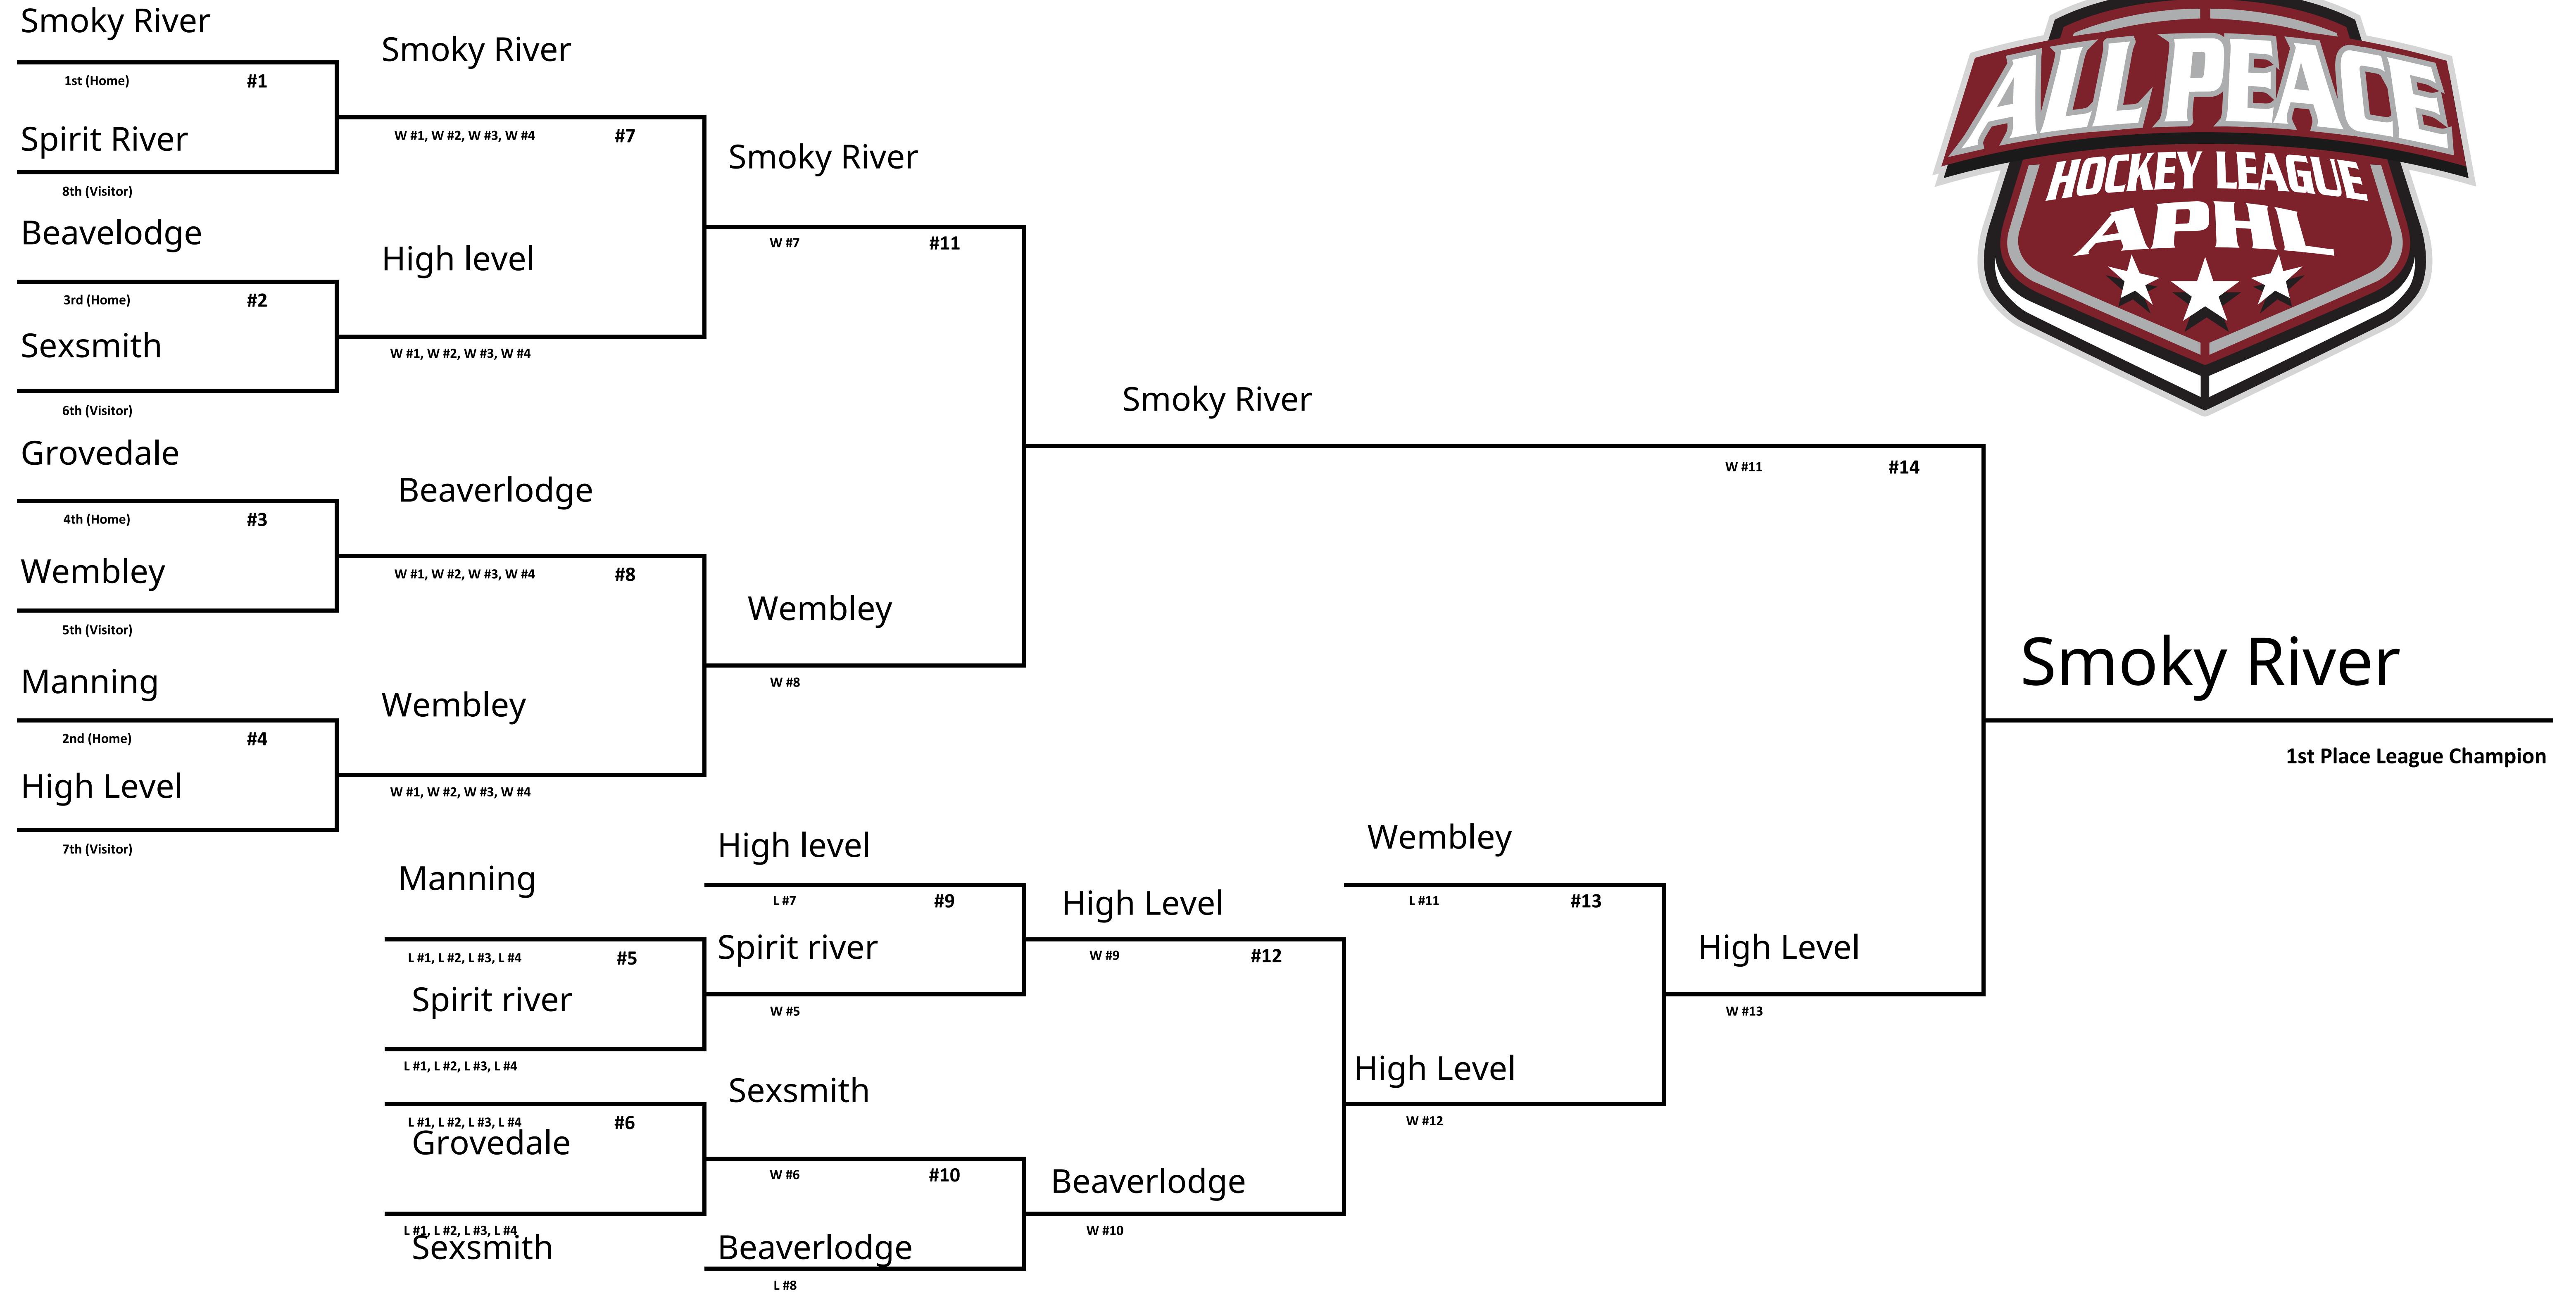 Smoky River
1st (Home) #1
Spirit River
8th (Visitor)
Beavelodge
3rd (Home) #2
Sexsmith
6th (Visitor)
Grovedale
4th (Home) #3
Wembley
5th (Visitor)
Manning
2nd (Home) #4
High Level
7th (Visitor)
Smoky River
W #1, W #2, W #3, W #4 #7
High level
W #1, W #2, W #3, W #4
Beaverlodge
W #1, W #2, W #3, W #4 #8
Wembley
W #1, W #2, W #3, W #4
Manning
L #1, L #2, L #3, L #4 #5
Spirit river
L #1, L #2, L #3, L #4
L #1, L #2, L #3, L #4 #6
Grovedale
L #1, L #2, L #3, L #4
Sexsmith
Smoky River
W #7 #11
Wembley
W #8
High level
L #7 #9
Spirit river
W #5
Sexsmith
W #6 #10
Beaverlodge
L #8
Smoky River
W #11 #14
High Level
W #9 #12
Beaverlodge
W #10
Wembley
L #11 #13
High Level
W #12
High Level
W #13
ALL PEACE
HOCKEY LEAGUE
APHL
Smoky River
1st Place League Champion